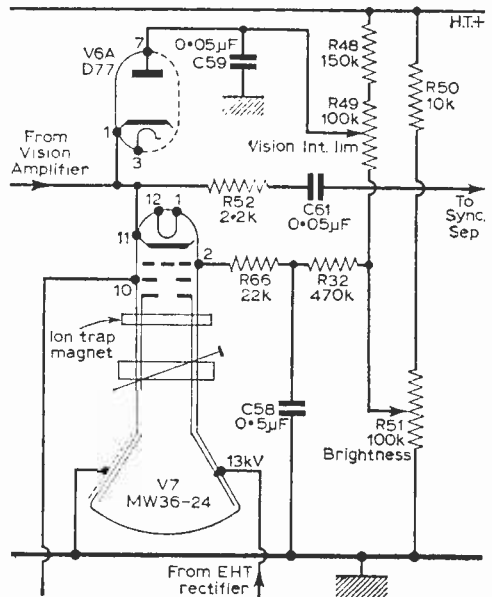 H.T.+
7
V6A
D77
0·05μF
C59
R48
150k
R49
100k
R50
10k
1
3
Vision Int. lim
From
Vision
Amplifier
R52
2·2k
C61
0·05μF
To
Sync.
Sep
12
1
11
2
10
R66
22k
R32
470k
Ion trap
magnet
C58
0·5μF
R51
100k
Brightness
13kV
V7
MW36-24
From EHT
rectifier